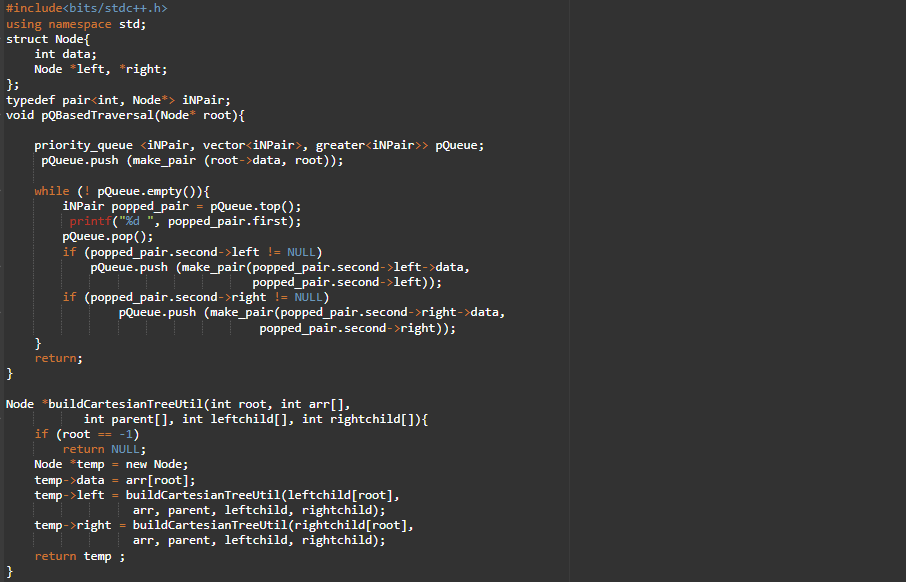 #include<bits/stdc++.h>
using namespace std;
struct Node{
    int data;
    Node *left, *right;
};
typedef pair<int, Node*> iNPair;
void pQBasedTraversal(Node* root){

    priority_queue <iNPair, vector<iNPair>, greater<iNPair>> pQueue;
     pQueue.push (make_pair (root->data, root));

    while (! pQueue.empty()){
        iNPair popped_pair = pQueue.top();
         printf("%d ", popped_pair.first);
        pQueue.pop();
        if (popped_pair.second->left != NULL)
            pQueue.push (make_pair(popped_pair.second->left->data,
                                   popped_pair.second->left));
        if (popped_pair.second->right != NULL)
                pQueue.push (make_pair(popped_pair.second->right->data,
                                    popped_pair.second->right));
    }
    return;
}

Node *buildCartesianTreeUtil(int root, int arr[],
           int parent[], int leftchild[], int rightchild[]){
    if (root == -1)
        return NULL;
    Node *temp = new Node;
    temp->data = arr[root];
    temp->left = buildCartesianTreeUtil(leftchild[root],
                  arr, parent, leftchild, rightchild);
    temp->right = buildCartesianTreeUtil(rightchild[root],
                  arr, parent, leftchild, rightchild);
    return temp ;
}